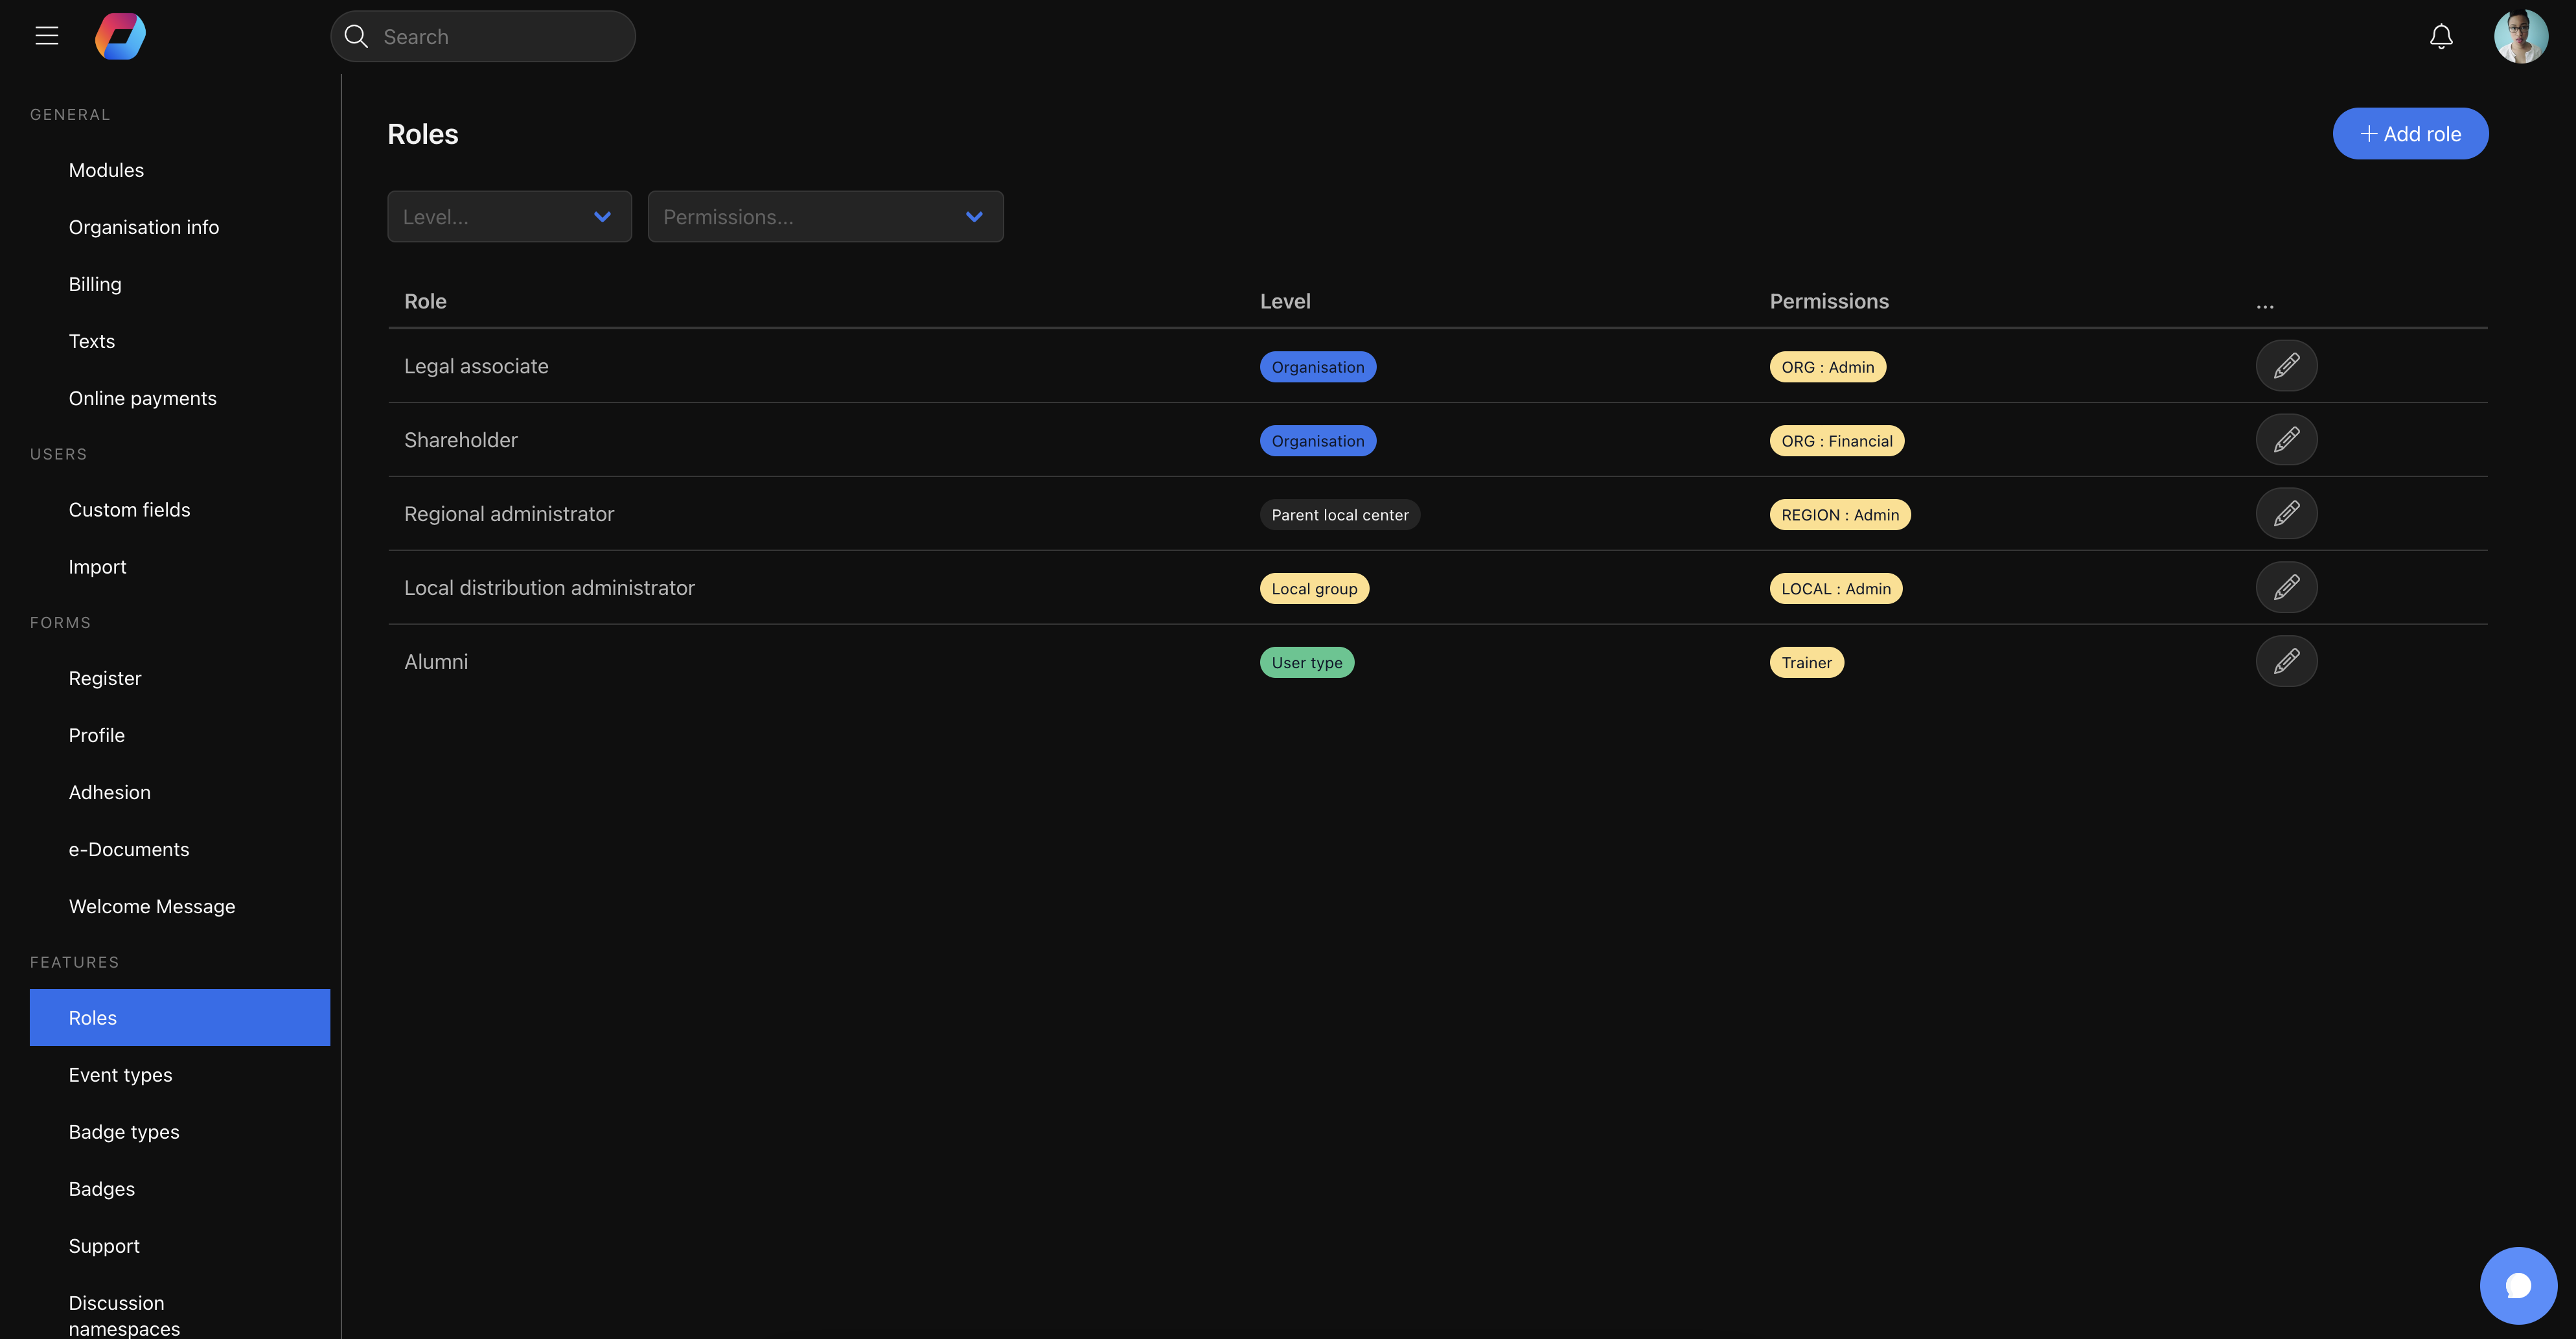 Search
GENERAL
Modules
Organisation info
Billing
Texts
Online payments
USERS
Custom fields
Import
FORMS
Register
Profile
Adhesion
e-Documents
Welcome Message
FEATURES
Roles
Event types
Badge types
Badges
Support
Discussion
namespaces
Roles
+ Add role
Level...
Permissions...
Role Level Permissions ...
Legal associate Organisation ORG : Admin
Shareholder Organisation ORG : Financial
Regional administrator Parent local center REGION : Admin
Local distribution administrator Local group LOCAL : Admin
Alumni User type Trainer